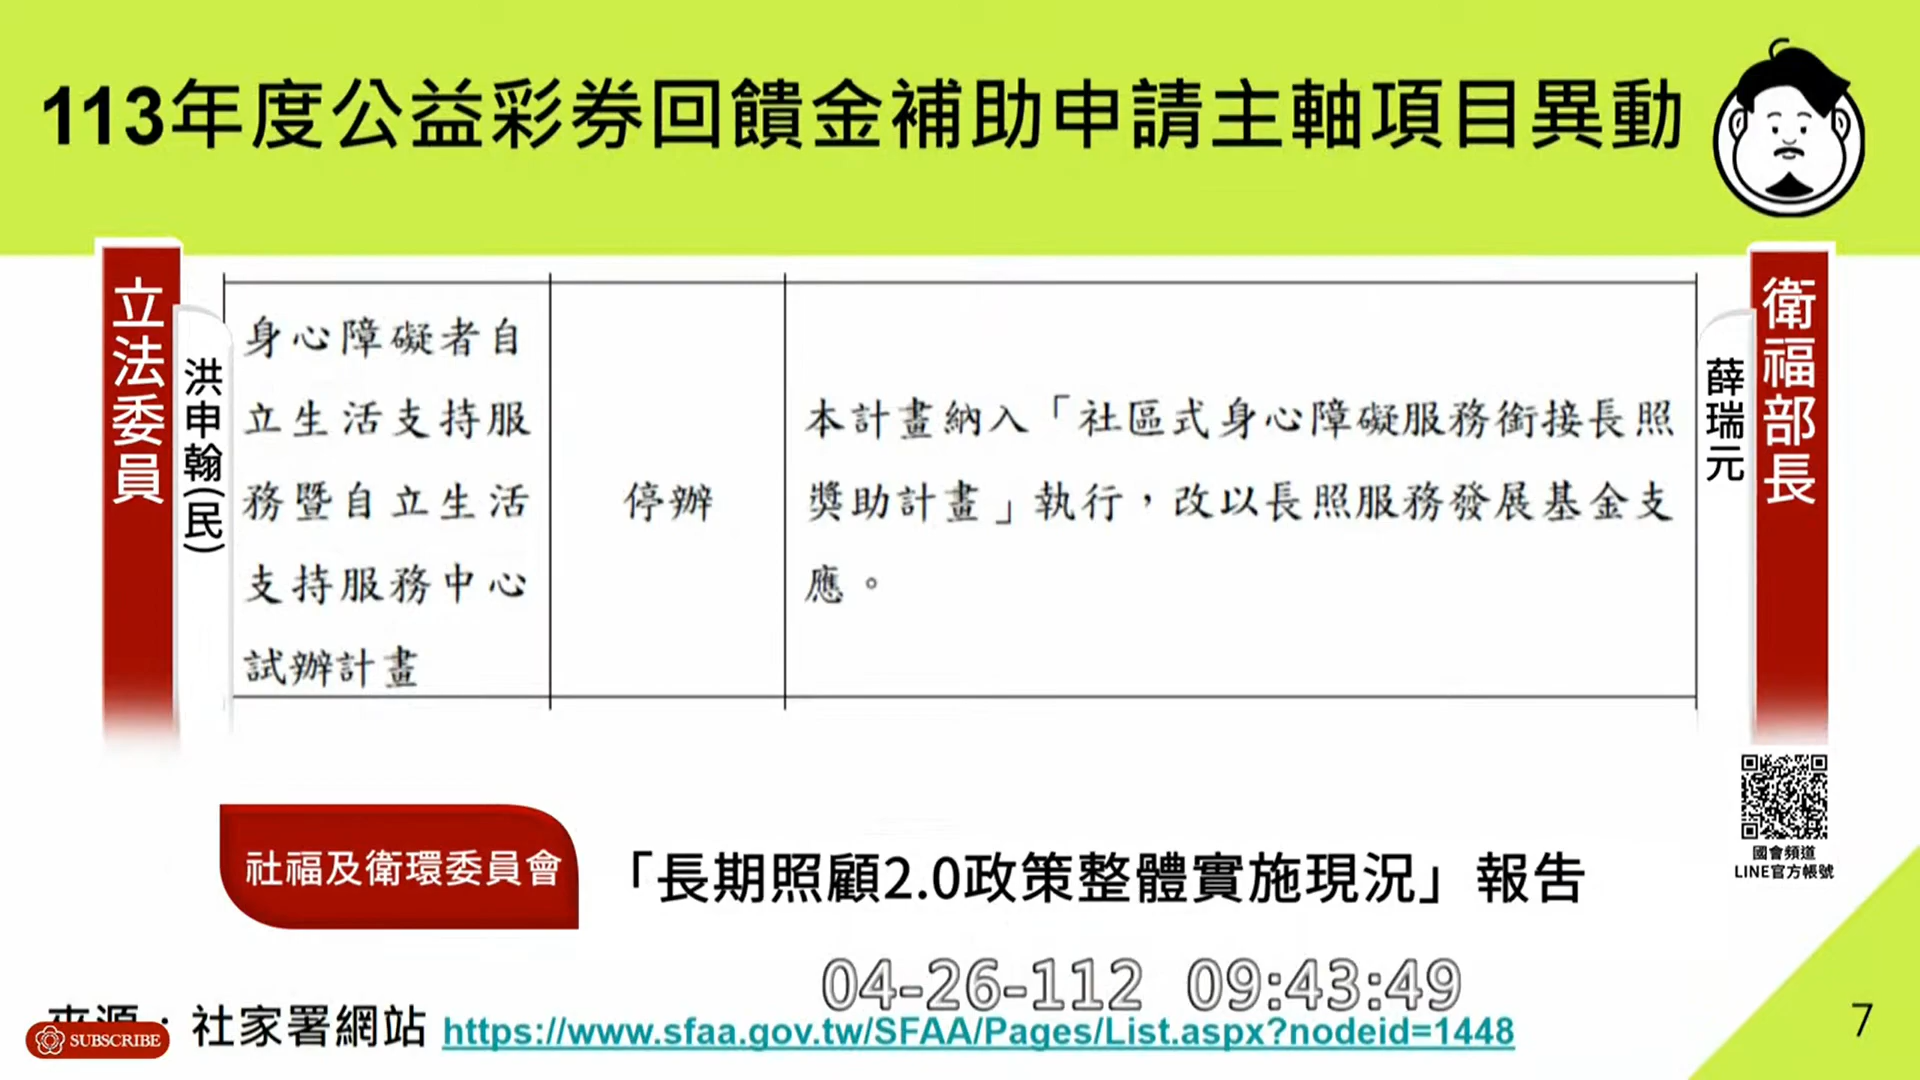 113年度公益彩券回饋金補助申請主軸項目異動
立法委員
洪申翰(民)
身心障礙者自
立生活支持服
務暨自立生活
支持服務中心
試辦計畫
停辦
本計畫納入「社區式身心障礙服務銜接長照
獎助計畫」執行，改以長照服務發展基金支
應。
衛福部長
薛瑞元
國會頻道
LINE官方帳號
社福及衛環委員會
「長期照顧2.0政策整體實施現況」報告
04-26-112 09:43:49
來源：社家署網站 https://www.sfaa.gov.tw/SFAA/Pages/List.aspx?nodeid=1448
SUBSCRIBE
7